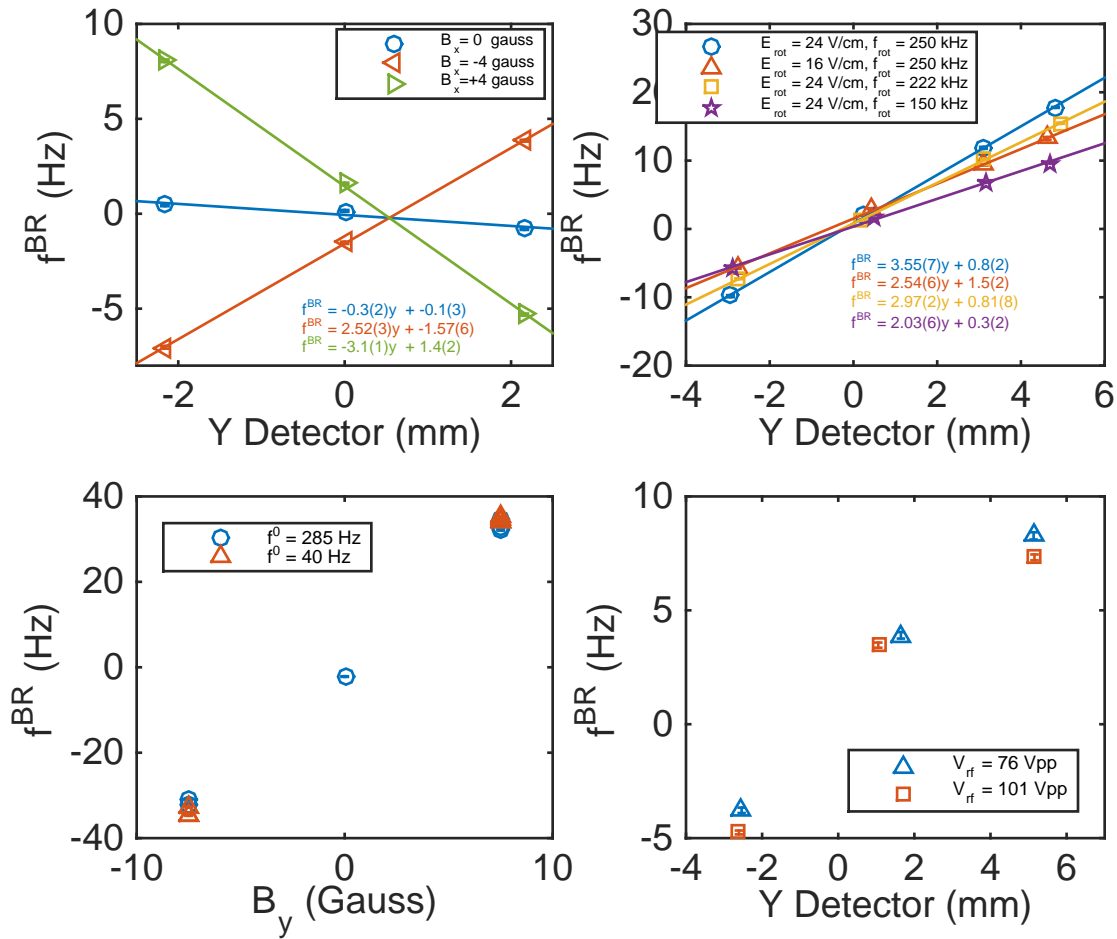 f^BR (Hz)
10
5
0
-5
B_x = 0 gauss
B_x = -4 gauss
B_x =+4 gauss
f^BR = -0.3(2)y + -0.1(3)
f^BR = 2.52(3)y + -1.57(6)
f^BR = -3.1(1)y + 1.4(2)
-2 0 2
Y Detector (mm)
f^BR (Hz)
30
20
10
0
-10
-20
E_rot = 24 V/cm, f_rot = 250 kHz
E_rot = 16 V/cm, f_rot = 250 kHz
E_rot = 24 V/cm, f_rot = 222 kHz
E_rot = 24 V/cm, f_rot = 150 kHz
f^BR = 3.55(7)y + 0.8(2)
f^BR = 2.54(6)y + 1.5(2)
f^BR = 2.97(2)y + 0.81(8)
f^BR = 2.03(6)y + 0.3(2)
-4 -2 0 2 4 6
Y Detector (mm)
f^BR (Hz)
40
20
0
-20
-40
f^0 = 285 Hz
f^0 = 40 Hz
-10 0 10
B_y (Gauss)
f^BR (Hz)
10
5
0
-5
V_rf = 76 Vpp
V_rf = 101 Vpp
-4 -2 0 2 4 6
Y Detector (mm)